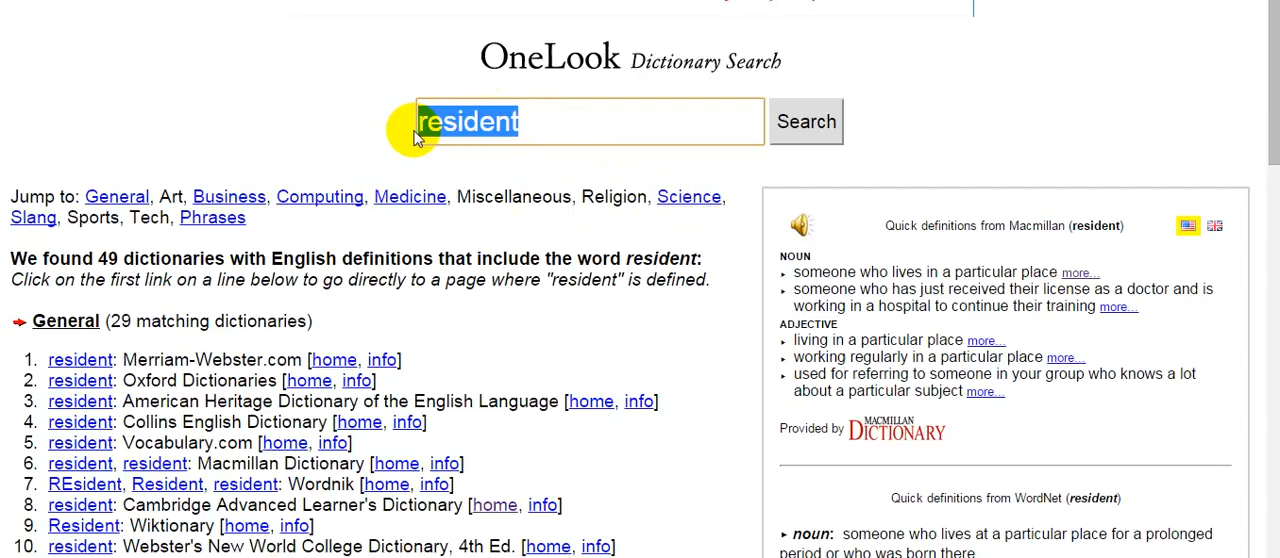 OneLook Dictionary Search
resident
Search
Jump to: General, Art, Business, Computing, Medicine, Miscellaneous, Religion, Science,
Slang, Sports, Tech, Phrases
We found 49 dictionaries with English definitions that include the word resident:
Click on the first link on a line below to go directly to a page where "resident" is defined.
General (29 matching dictionaries)
1. resident: Merriam-Webster.com [home, info]
2. resident: Oxford Dictionaries [home, info]
3. resident: American Heritage Dictionary of the English Language [home, info]
4. resident: Collins English Dictionary [home, info]
5. resident: Vocabulary.com [home, info]
6. resident, resident: Macmillan Dictionary [home, info]
7. REsident, Resident, resident: Wordnik [home, info]
8. resident: Cambridge Advanced Learner's Dictionary [home, info]
9. Resident: Wiktionary [home, info]
10. resident: Webster's New World College Dictionary, 4th Ed. [home, info]
Quick definitions from Macmillan (resident)
NOUN
▸ someone who lives in a particular place more...
▸ someone who has just received their license as a doctor and is
working in a hospital to continue their training more...
ADJECTIVE
▸ living in a particular place more...
▸ working regularly in a particular place more...
▸ used for referring to someone in your group who knows a lot
about a particular subject more...
Provided by MACMILLAN DICTIONARY
Quick definitions from WordNet (resident)
▸ noun: someone who lives at a particular place for a prolonged
period or who was born there